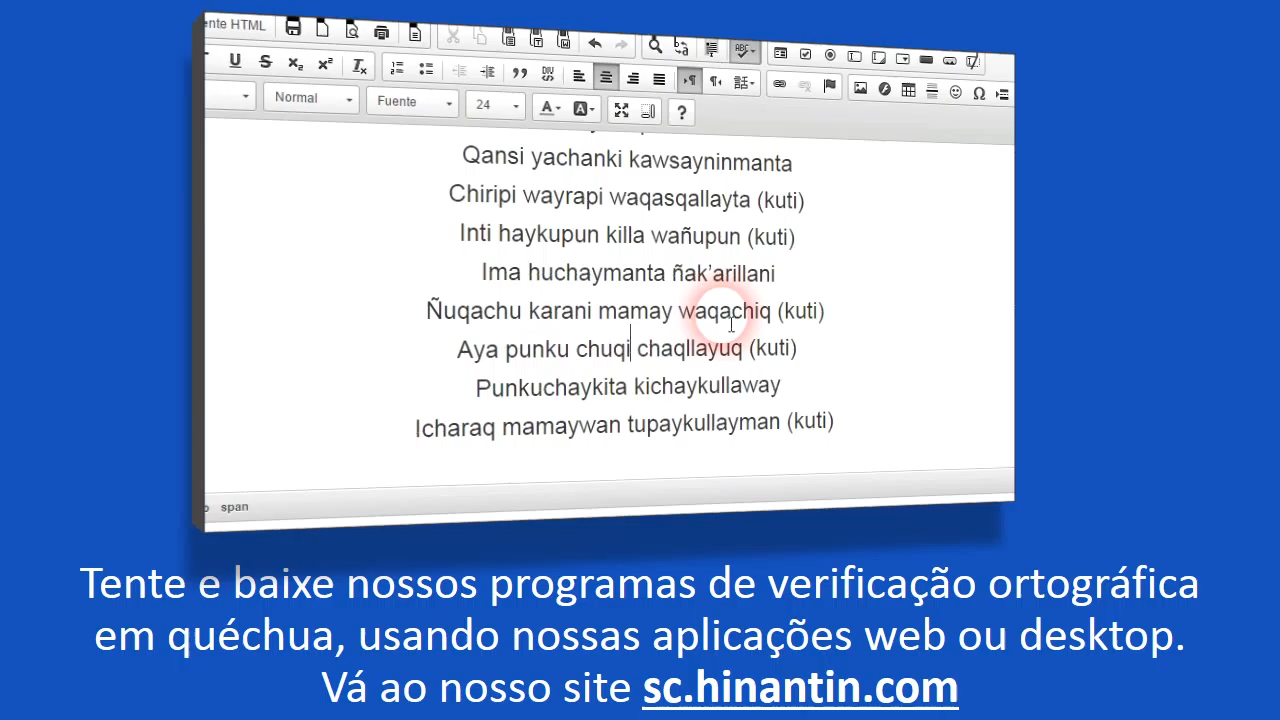 ente HTML
Normal
Fuente
24
Qansi yachanki kawsayninmanta
Chiripi wayrapi waqasqallayta (kuti)
Inti haykupun killa wañupun (kuti)
Ima huchaymanta ñak’arillani
Ñuqachu karani mamay waqachiq (kuti)
Aya punku chuqi chaqllayuq (kuti)
Punkuchaykita kichaykullaway
Icharaq mamaywan tupaykullayman (kuti)
span
Tente e baixe nossos programas de verificação ortográfica
em quéchua, usando nossas aplicações web ou desktop.
Vá ao nosso site sc.hinantin.com